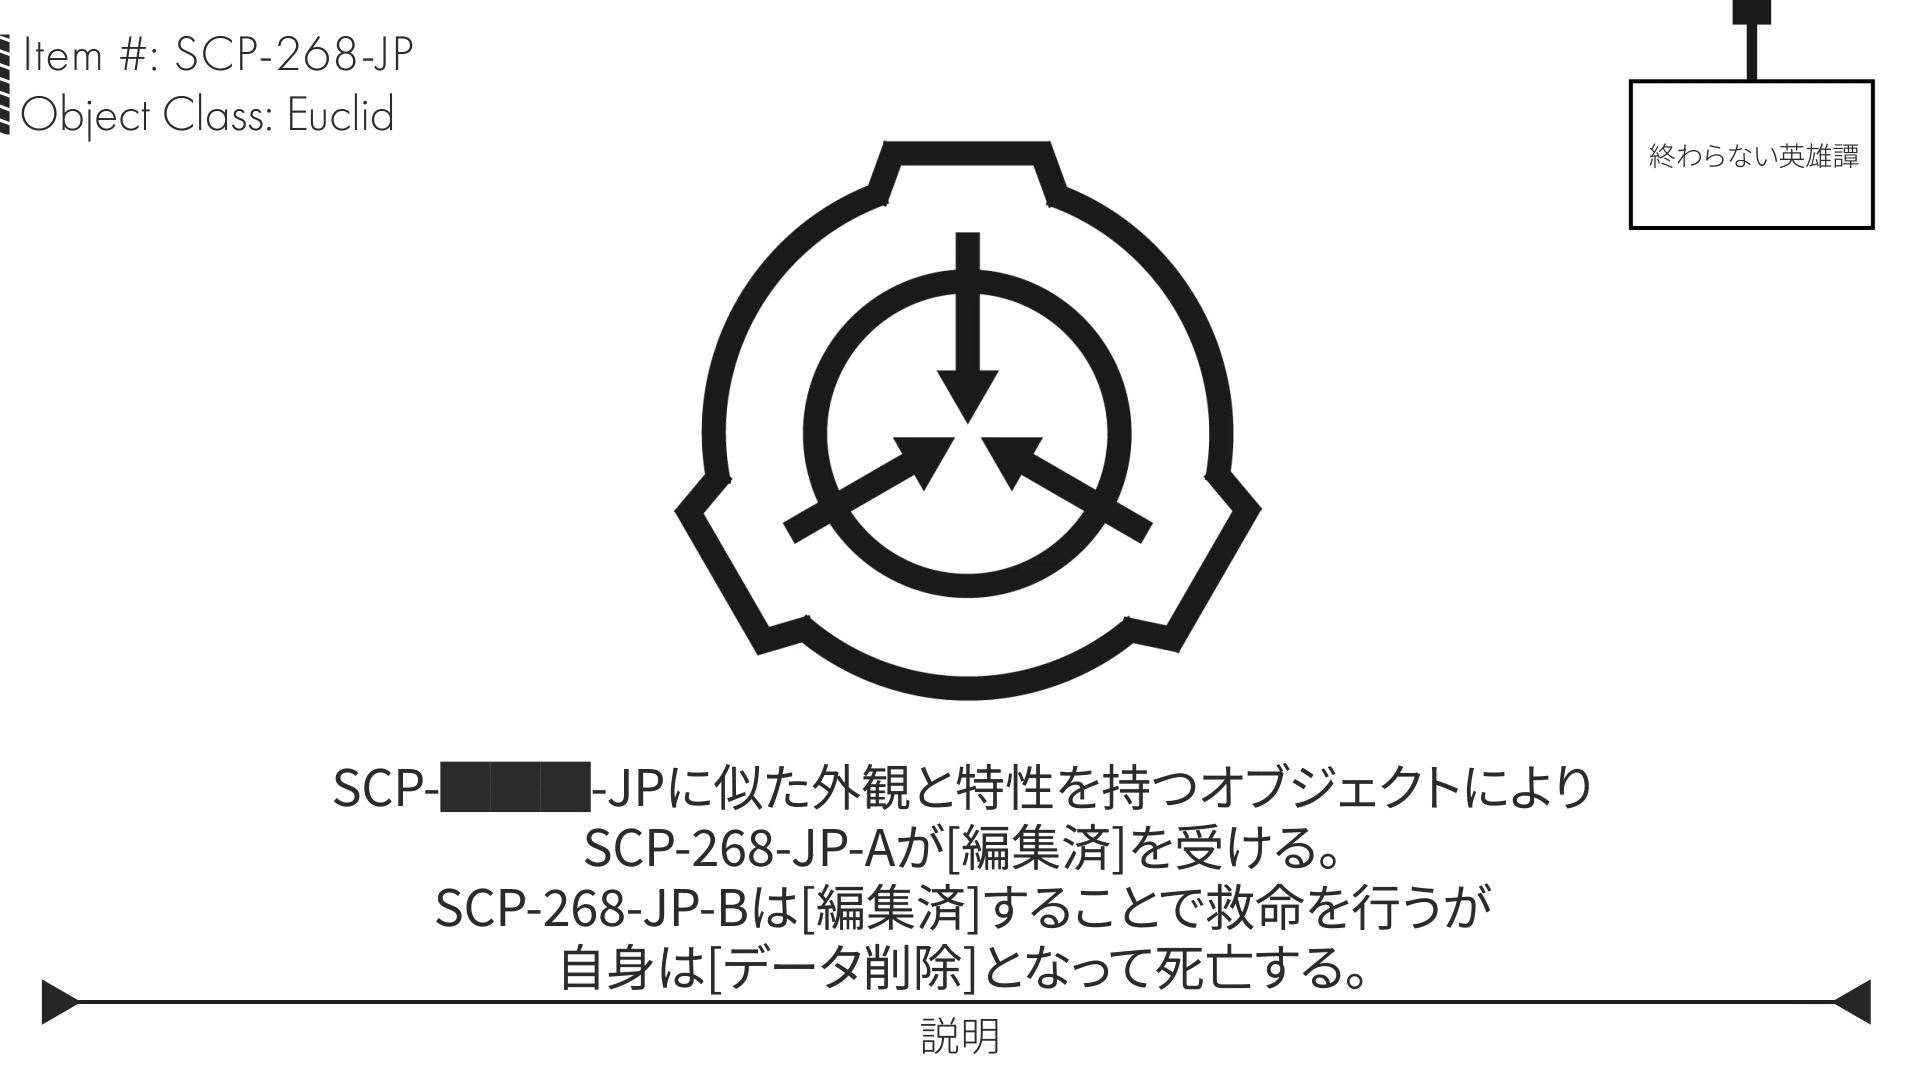 Item #: SCP-268-JP
Object Class: Euclid
終わらない英雄譚
SCP-███-JPに似た外観と特性を持つオブジェクトにより
SCP-268-JP-Aが[編集済]を受ける。
SCP-268-JP-Bは[編集済]することで救命を行うが
自身は[データ削除]となって死亡する。
説明